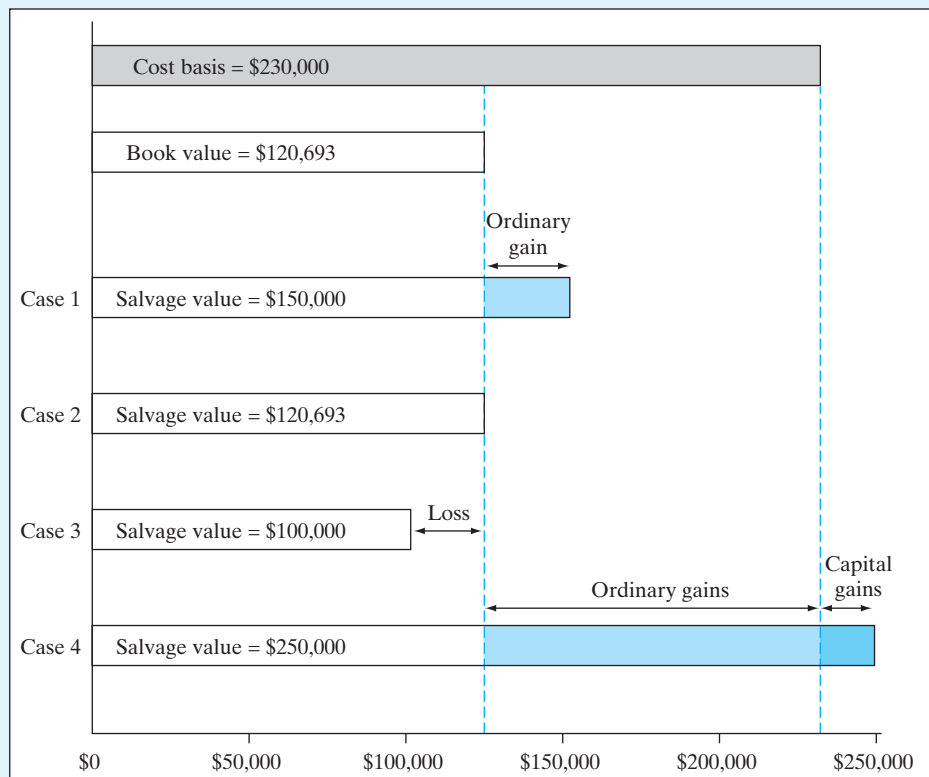 Cost basis = $230,000
Book value = $120,693
Ordinary
gain
Case 1
Salvage value = $150,000
Case 2
Salvage value = $120,693
Case 3
Salvage value = $100,000
Loss
Ordinary gains
Capital
gains
Case 4
Salvage value = $250,000
$0
$50,000
$100,000
$150,000
$200,000
$250,000